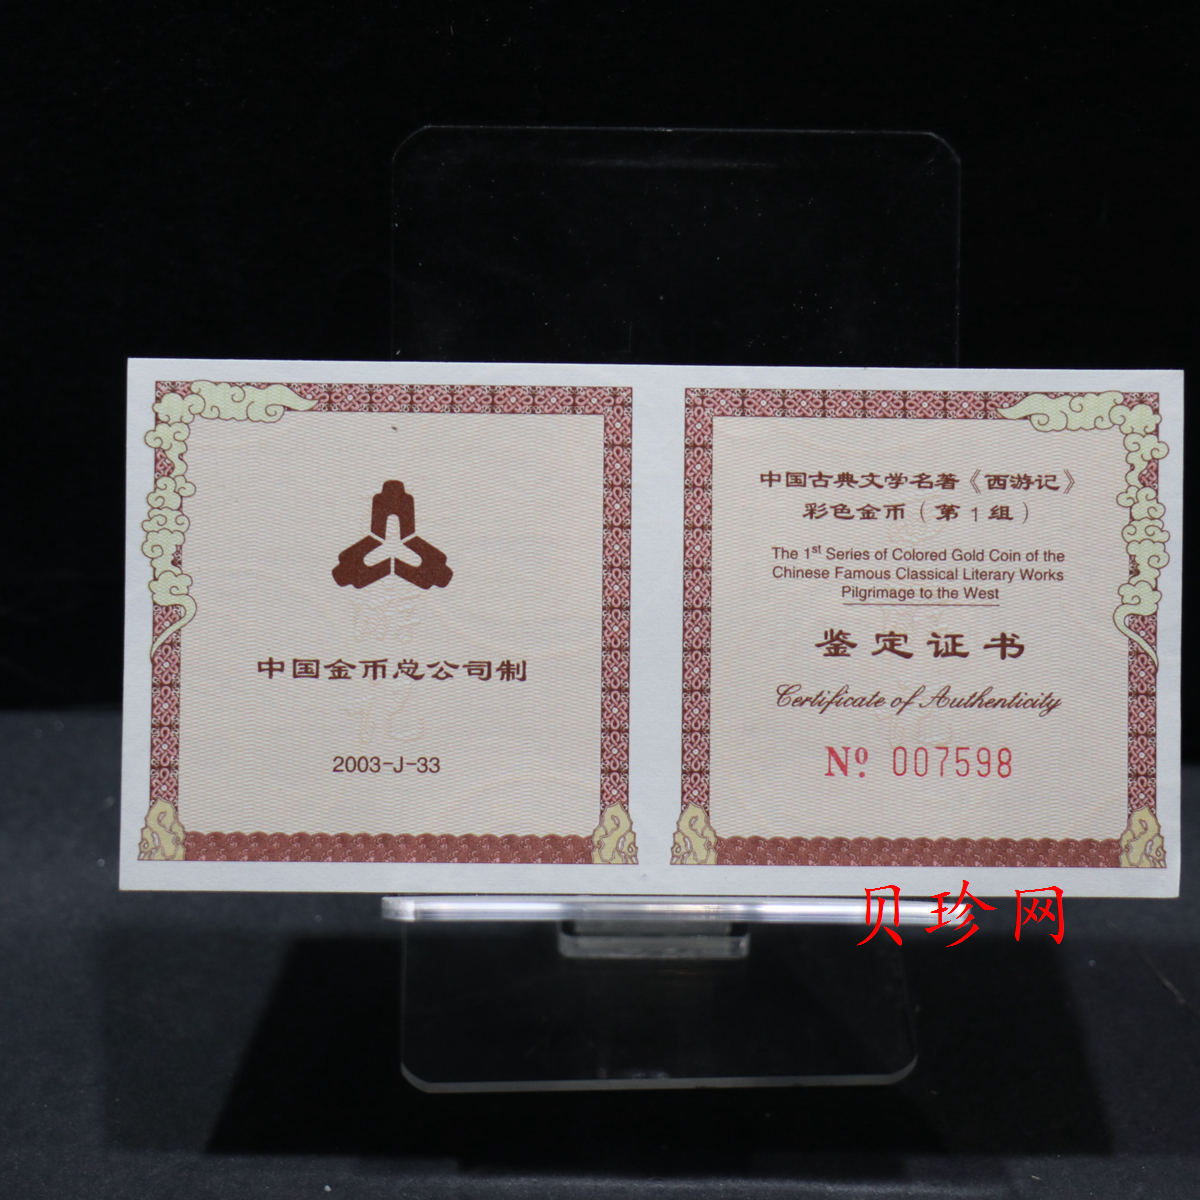 中国金币总公司制
2003-J-33
中国古典文学名著《西游记》
彩色金币（第1组）
The 1st Series of Colored Gold Coin of the
Chinese Famous Classical Literary Works
Pilgrimage to the West
鉴定证书
Certificate of Authenticity
Nº 007598
贝珍网